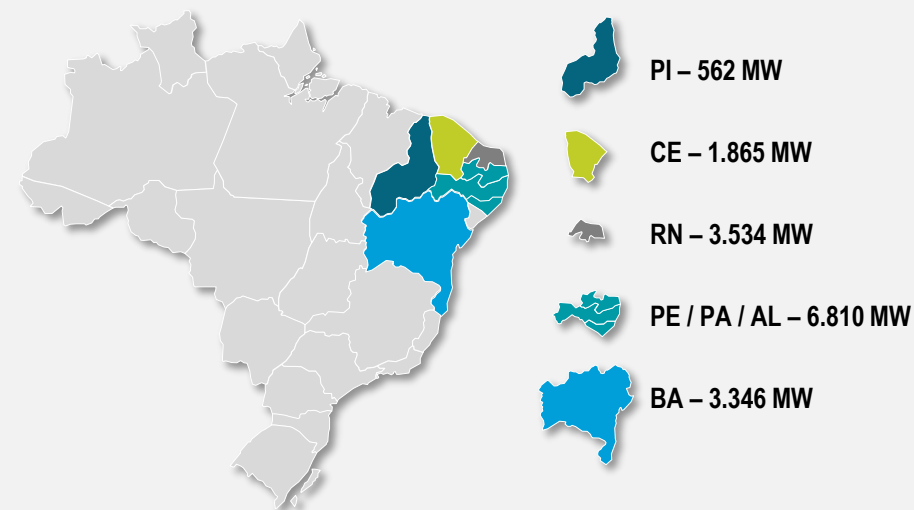 PI – 562 MW
CE – 1.865 MW
RN – 3.534 MW
PE / PA / AL – 6.810 MW
BA – 3.346 MW